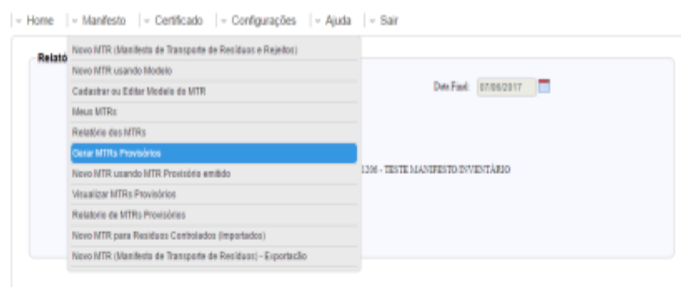 Home Manifesto Certificado Configurações Ajuda Sair
Relató
Novo MTR (Manifesto de Transporte de Resíduos e Rejeitos)
Novo MTR usando Modelo
Cadastrar ou Editar Modelo de MTR
Data Final: 07/06/2017
Meus MTRs
Relatório dos MTRs
Gerar MTRs Provisórios
Novo MTR usando MTR Provisório emitido
1206 - TESTE MANIFESTO/INVENTÁRIO
Visualizar MTRs Provisórios
Relatorio de MTRs Provisórios
Novo MTR para Resíduos Controlados (Importados)
Novo MTR (Manifesto de Transporte de Resíduos) - Exportação